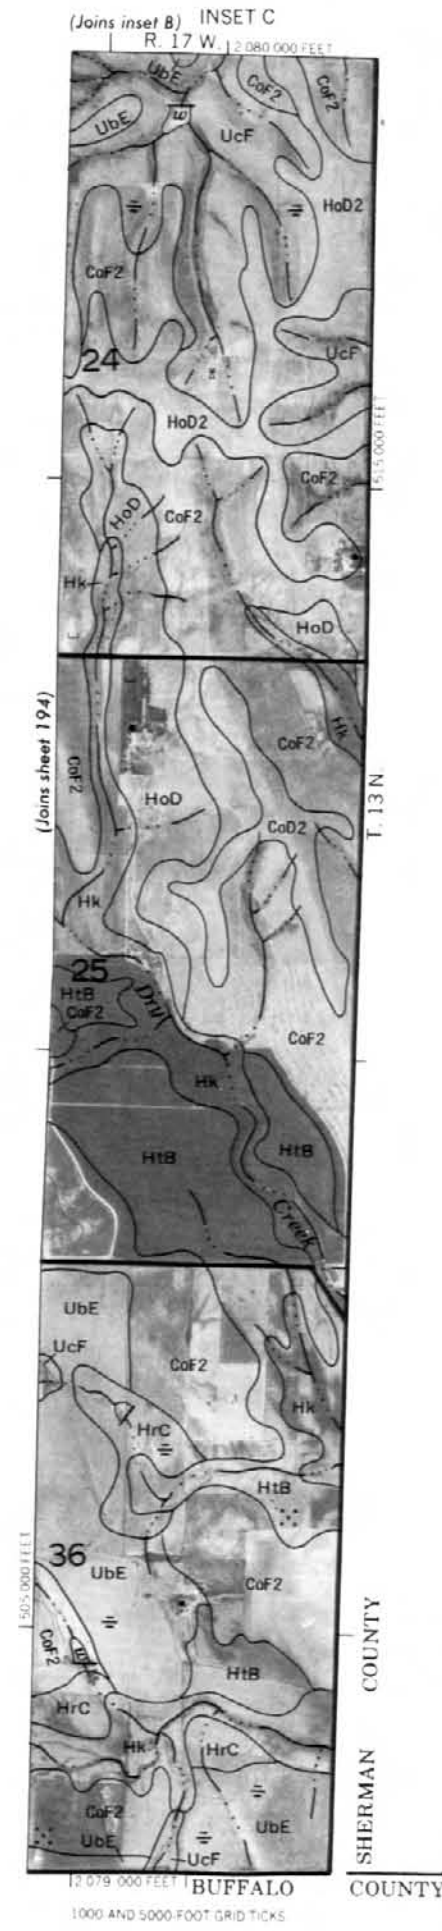 (Joins inset B) INSET C
R. 17 W. 2 080 000 FEET
UbE
CoF2
CoF2
UbE
w
UcF
HoD2
CoF2
UcF
24
HoD2
515 000 FEET
CoF2
HoD
CoF2
Hk
HoD
(Joins sheet 194)
Hk
CoF2
CoF2
T. 13 N.
HoD
CoD2
Hk
25
HtB
Dry
CoF2
CoF2
Hk
HtB
HtB
Creek
UbE
UcF
CoF2
Hk
HrC
HtB
505 000 FEET
36
UbE
CoF2
CoF2
w
HtB
HrC
Hk
HrC
SHERMAN COUNTY
CoF2
UbE
UbE
UcF
2 079 000 FEET BUFFALO COUNTY
1000 AND 5000-FOOT GRID TICKS